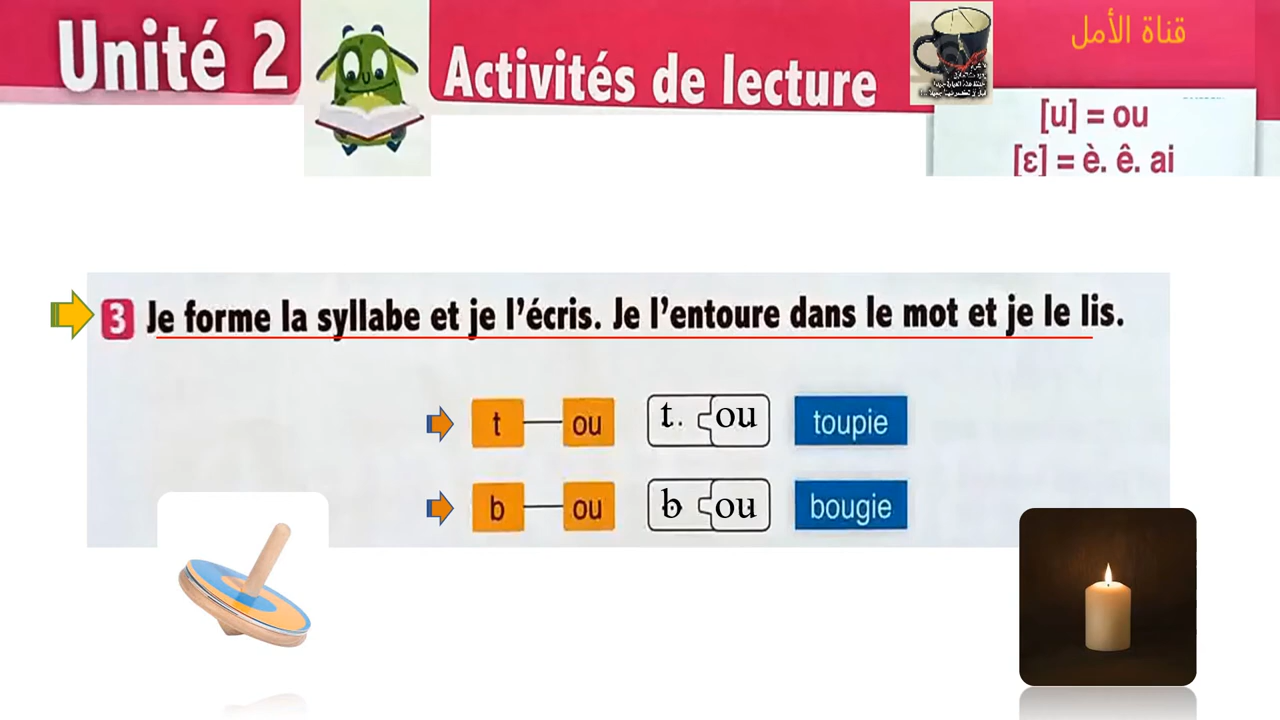 Unité 2
Activités de lecture
قناة الأمل
[u] = ou
[ɛ] = è. ê. ai
3 Je forme la syllabe et je l'écris. Je l'entoure dans le mot et je le lis.
t ou t. ou toupie
b ou b ou bougie